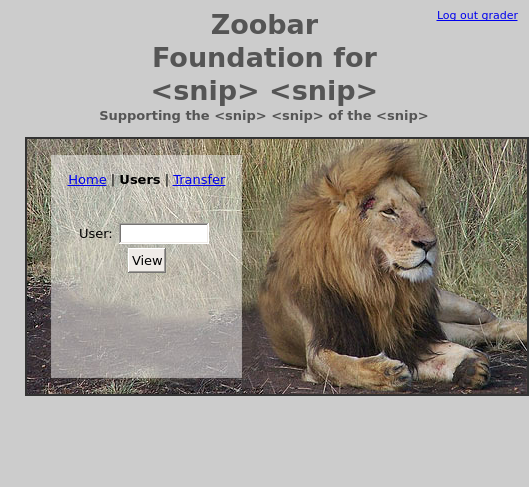 Log out grader
Zoobar
Foundation for
<snip> <snip>
Supporting the <snip> <snip> of the <snip>
Home | Users | Transfer
User:
View